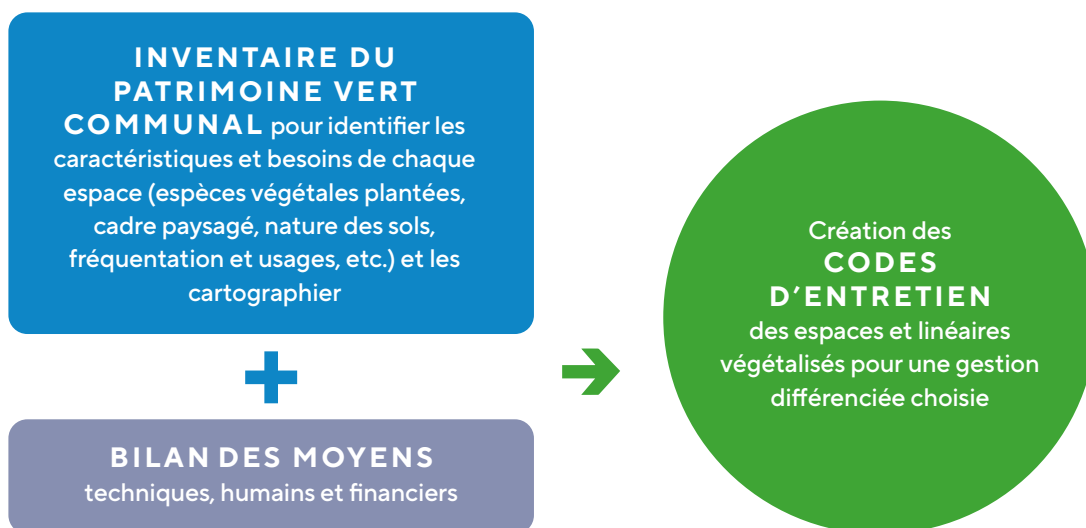 INVENTAIRE DU
PATRIMOINE VERT
COMMUNAL pour identifier les
caractéristiques et besoins de chaque
espace (espèces végétales plantées,
cadre paysagé, nature des sols,
fréquentation et usages, etc.) et les
cartographier
BILAN DES MOYENS
techniques, humains et financiers
Création des
CODES
D'ENTRETIEN
des espaces et linéaires
végétalisés pour une gestion
différenciée choisie